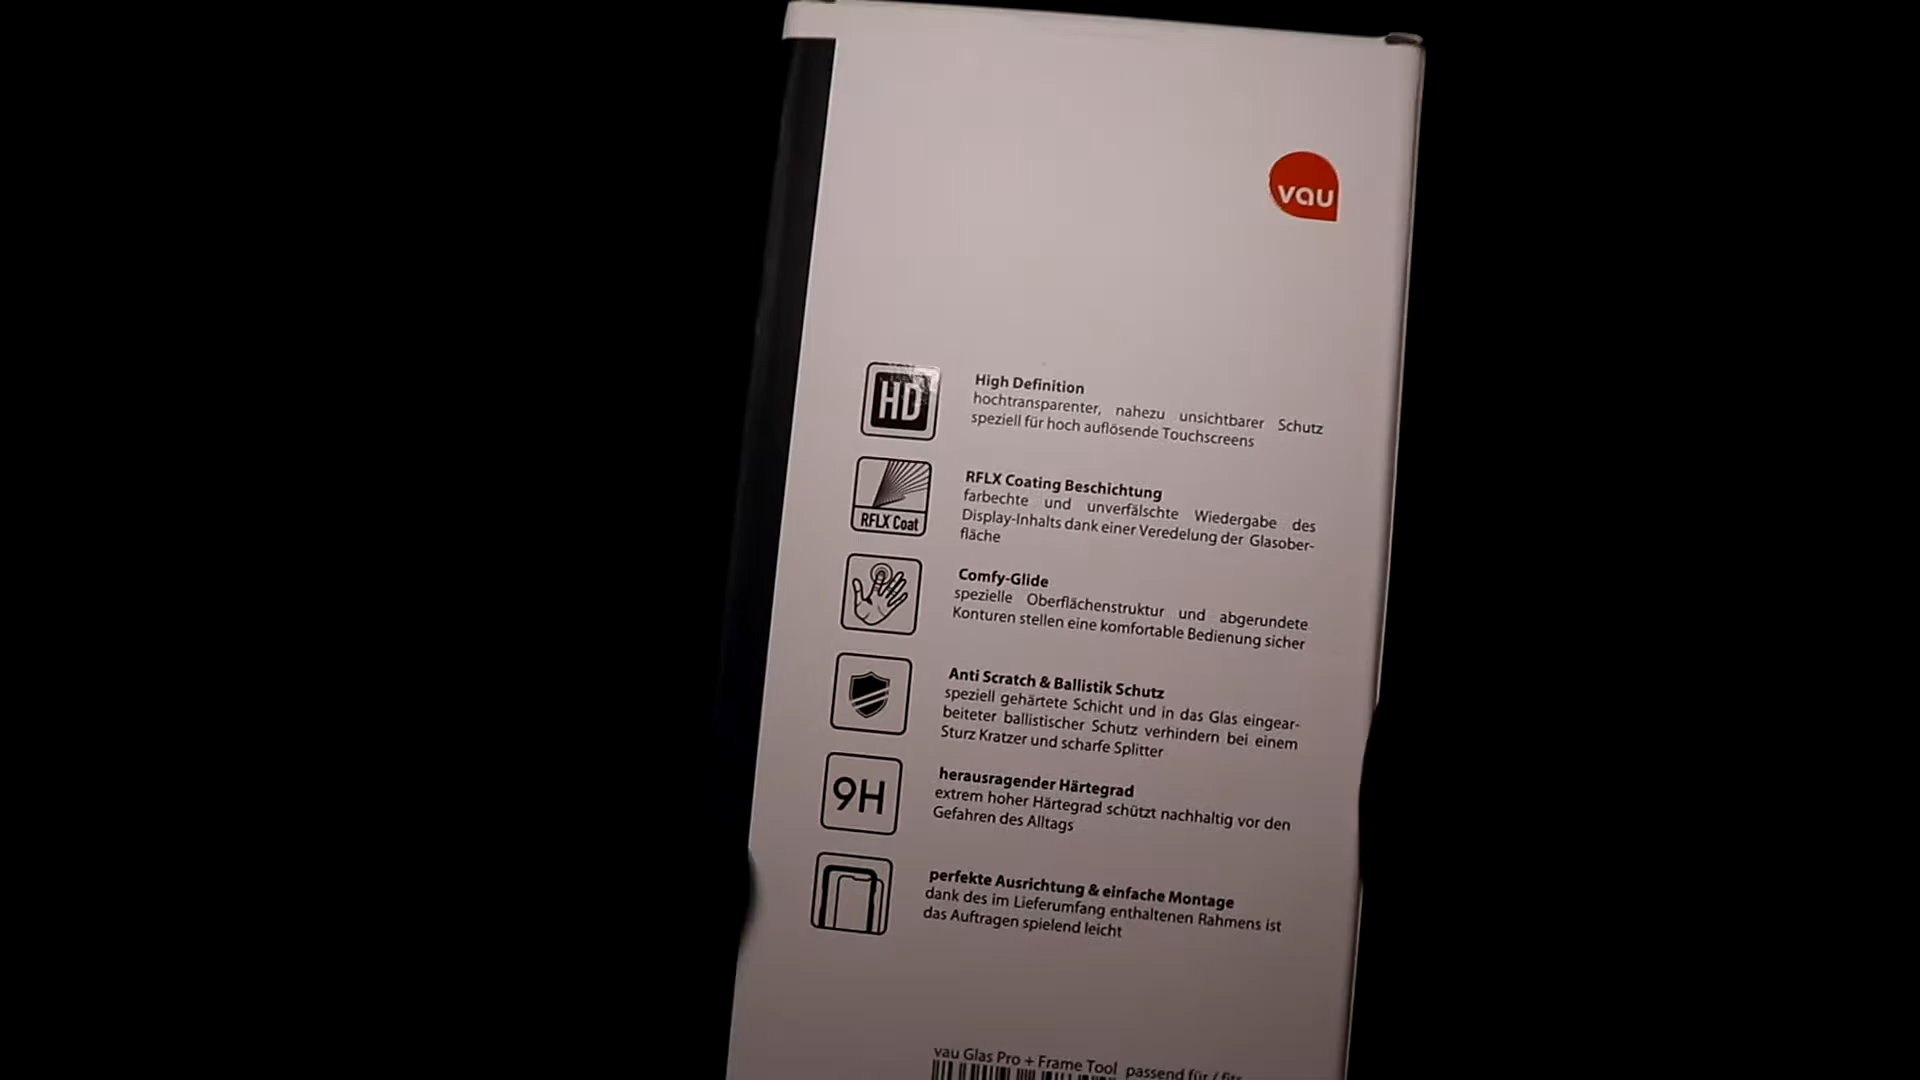 vau
HD
High Definition
hochtransparenter, nahezu unsichtbarer Schutz
speziell für hoch auflösende Touchscreens
RFLX Coat
RFLX Coating Beschichtung
farbechte und unverfälschte Wiedergabe des
Display-Inhalts dank einer Veredelung der Glasober-
fläche
Comfy-Glide
spezielle Oberflächenstruktur und abgerundete
Konturen stellen eine komfortable Bedienung sicher
Anti Scratch & Ballistik Schutz
speziell gehärtete Schicht und in das Glas eingear-
beiteter ballistischer Schutz verhindern bei einem
Sturz Kratzer und scharfe Splitter
9H
herausragender Härtegrad
extrem hoher Härtegrad schützt nachhaltig vor den
Gefahren des Alltags
perfekte Ausrichtung & einfache Montage
dank des im Lieferumfang enthaltenen Rahmens ist
das Auftragen spielend leicht
vau Glas Pro + Frame Tool passend für / fits